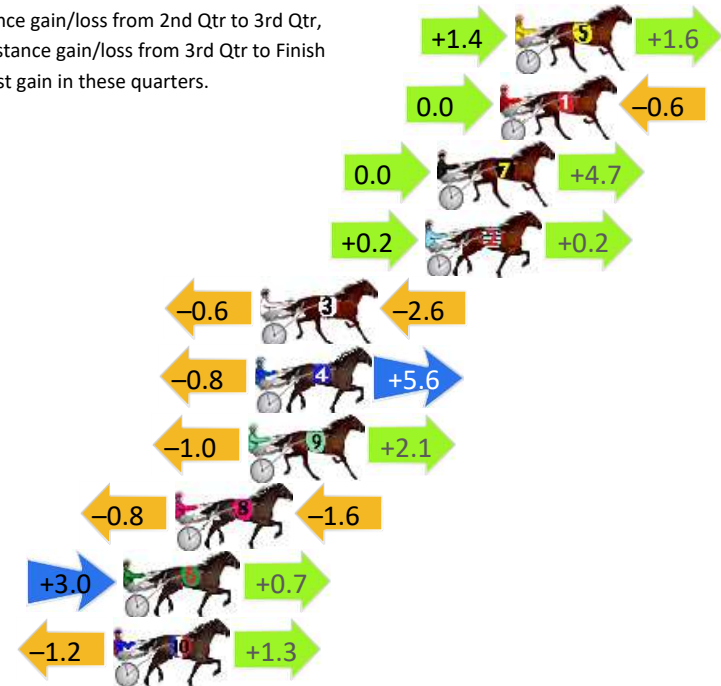 nce gain/loss from 2nd Qtr to 3rd Qtr,
stance gain/loss from 3rd Qtr to Finish
st gain in these quarters.
+1.4 5 +1.6
0.0 1 –0.6
0.0 7 +4.7
+0.2 2 +0.2
–0.6 3 –2.6
–0.8 4 +5.6
–1.0 9 +2.1
–0.8 8 –1.6
+3.0 6 +0.7
–1.2 10 +1.3